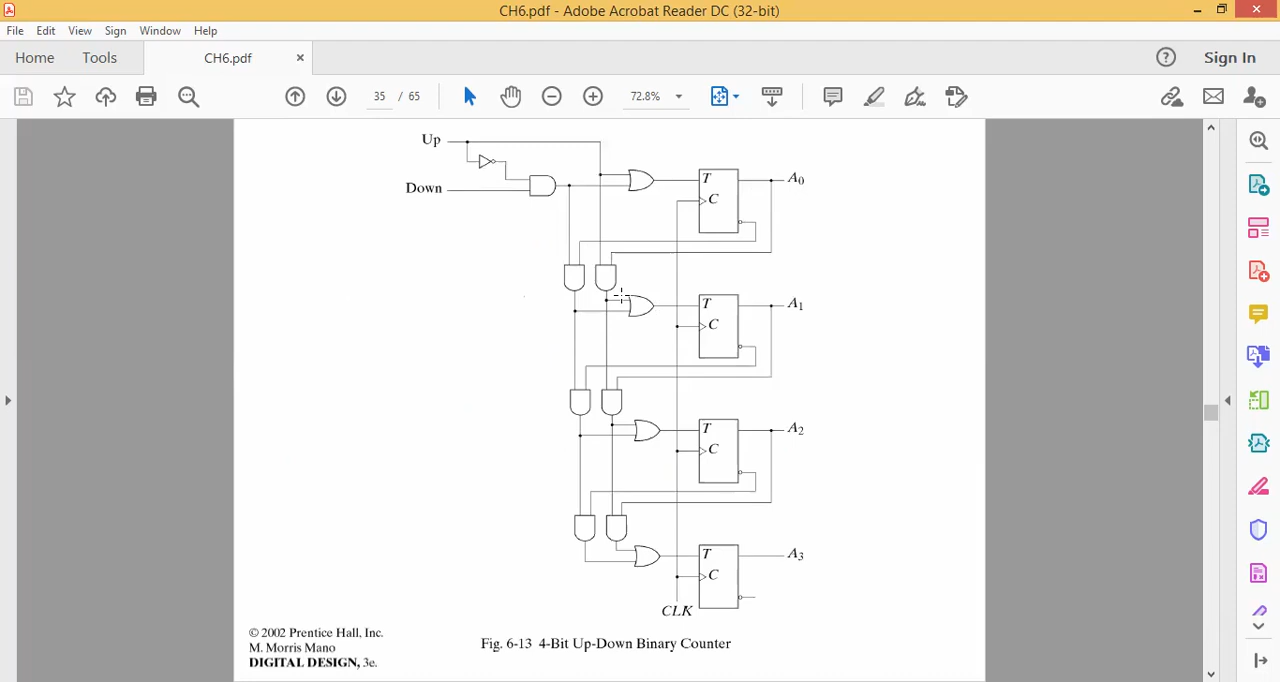 CH6.pdf - Adobe Acrobat Reader DC (32-bit)
File Edit View Sign Window Help
Home Tools CH6.pdf × Sign In
35 / 65 72.8%
Up
Down
T A0
C
T A1
C
T A2
C
T A3
C
CLK
Fig. 6-13 4-Bit Up-Down Binary Counter
© 2002 Prentice Hall, Inc.
M. Morris Mano
DIGITAL DESIGN, 3e.